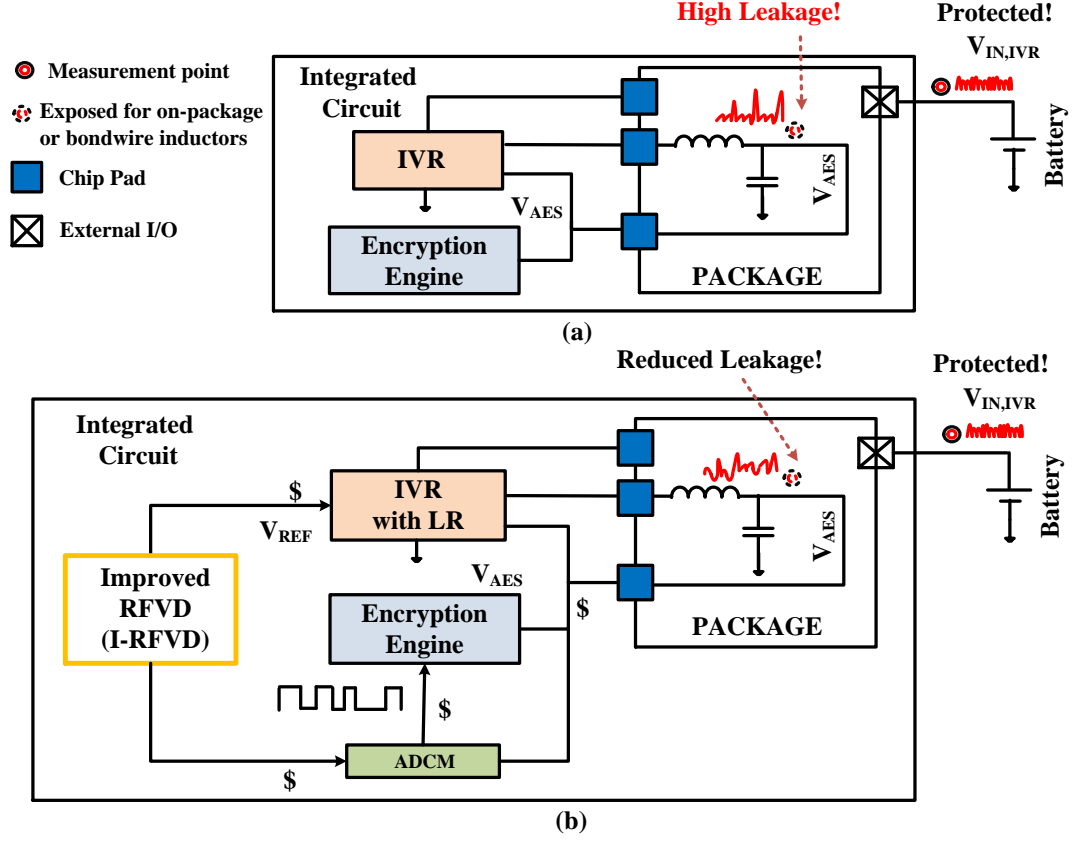 High Leakage!
Protected!
V_IN,IVR
Measurement point
Exposed for on-package
or bondwire inductors
Chip Pad
External I/O
Integrated
Circuit
IVR
V_AES
Encryption
Engine
V_AES
PACKAGE
Battery
(a)
Reduced Leakage!
Protected!
V_IN,IVR
Integrated
Circuit
$
V_REF
IVR
with LR
Improved
RFVD
(I-RFVD)
V_AES
Encryption
Engine
$
V_AES
PACKAGE
Battery
$
$
ADCM
(b)